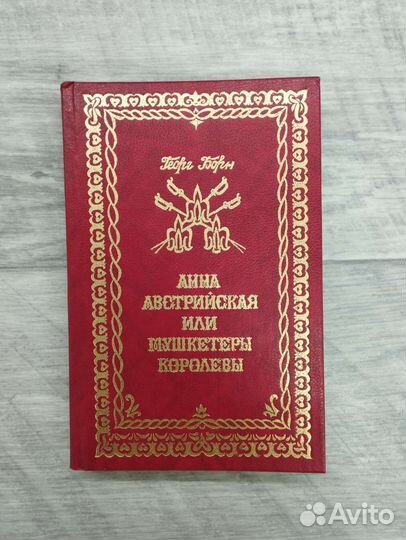 Георг Борн
АННА
АВСТРИЙСКАЯ
ИЛИ
МУШКЕТЕРЫ
КОРОЛЕВЫ
Avito